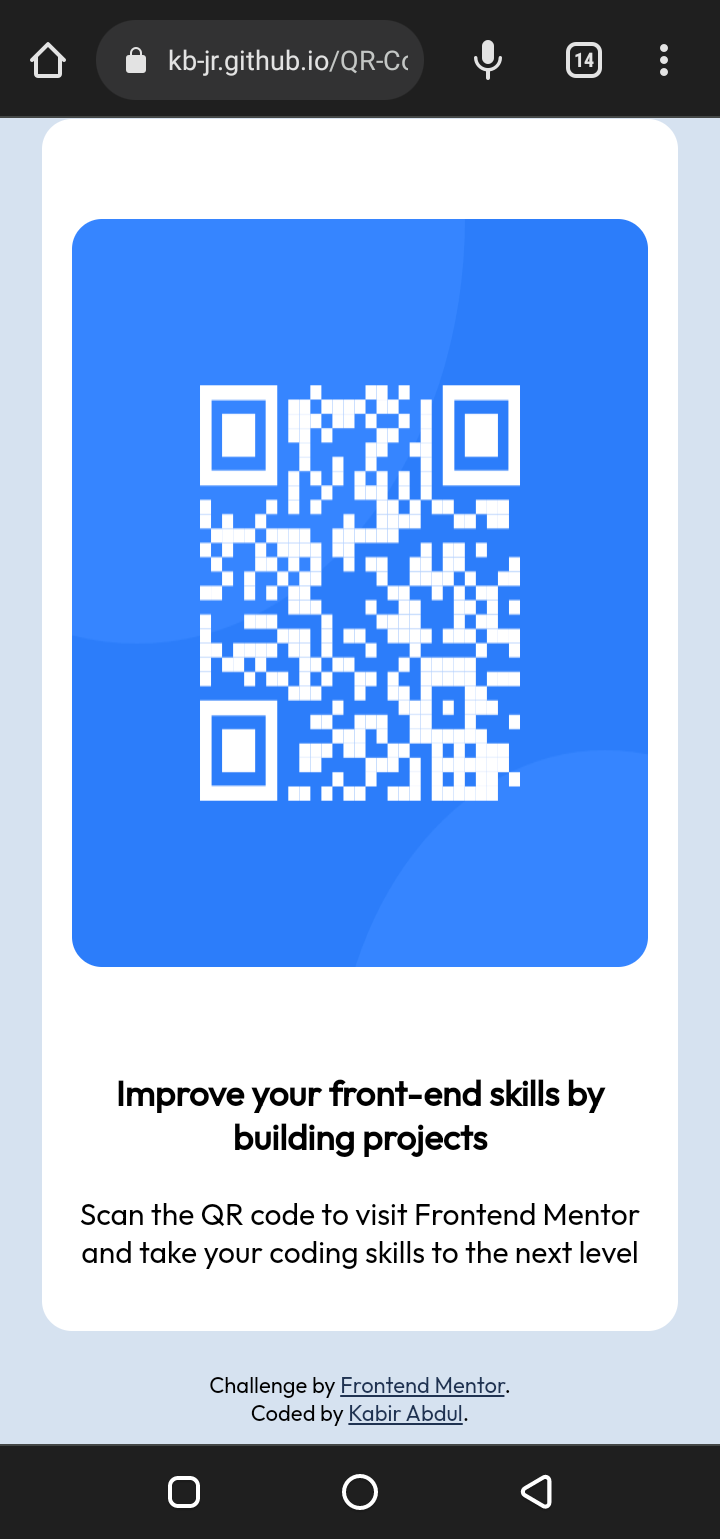 kb-jr.github.io/QR-Co
14
Improve your front-end skills by
building projects
Scan the QR code to visit Frontend Mentor
and take your coding skills to the next level
Challenge by Frontend Mentor.
Coded by Kabir Abdul.